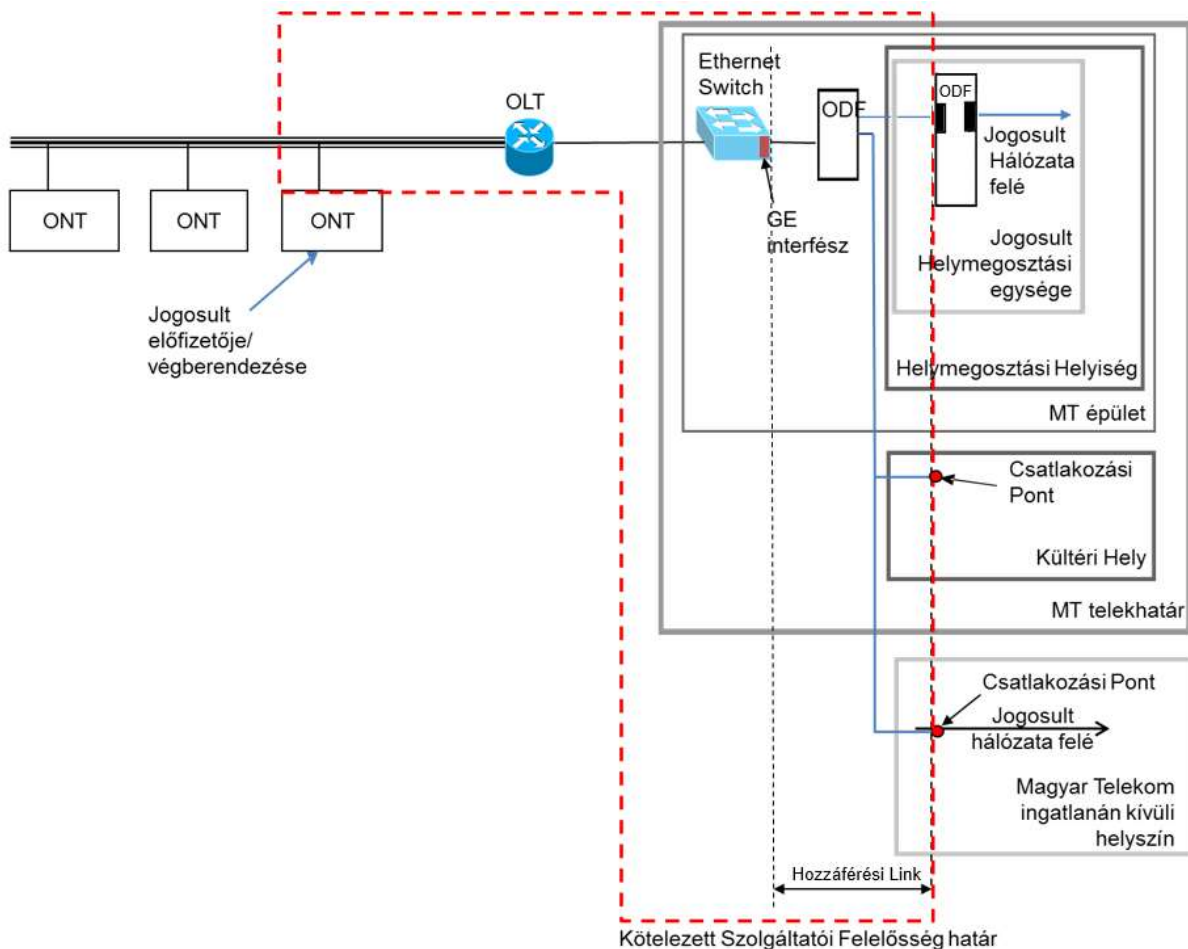 Ethernet
Switch
OLT
ODF
ODF
Jogosult
Hálózata
felé
ONT
ONT
ONT
GE
interfész
Jogosult
Helymegosztási
egysége
Jogosult
előfizetője/
végberendezése
Helymegosztási Helyiség
MT épület
Csatlakozási
Pont
Kültéri Hely
MT telekhatár
Csatlakozási Pont
Jogosult
hálózata felé
Magyar Telekom
ingatlanán kívüli
helyszín
Hozzáférési Link
Kötelezett Szolgáltatói Felelősség határ